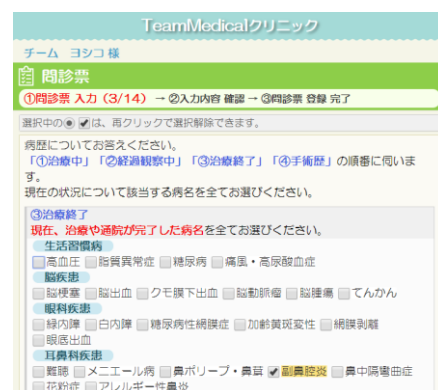 TeamMedicalクリニック
チーム ヨシコ 様
問診票
①問診票 入力（3/14） → ②入力内容 確認 → ③問診票 登録 完了
選択中の は、再クリックで選択解除できます。
病歴についてお答えください。
「①治療中」「②経過観察中」「③治療終了」「④手術歴」の順番に伺いま
す。
現在の状況について該当する病名を全てお選びください。
③治療終了
現在、治療や通院が完了した病名を全てお選びください。
生活習慣病
高血圧 脂質異常症 糖尿病 痛風・高尿酸血症
脳疾患
脳梗塞 脳出血 クモ膜下出血 脳動脈瘤 脳腫瘍 てんかん
眼科疾患
緑内障 白内障 糖尿病性網膜症 加齢黄斑変性 網膜剥離
眼底出血
耳鼻科疾患
難聴 メニエール病 鼻ポリープ・鼻茸 副鼻腔炎 鼻中隔彎曲症
花粉症 アレルギー性鼻炎